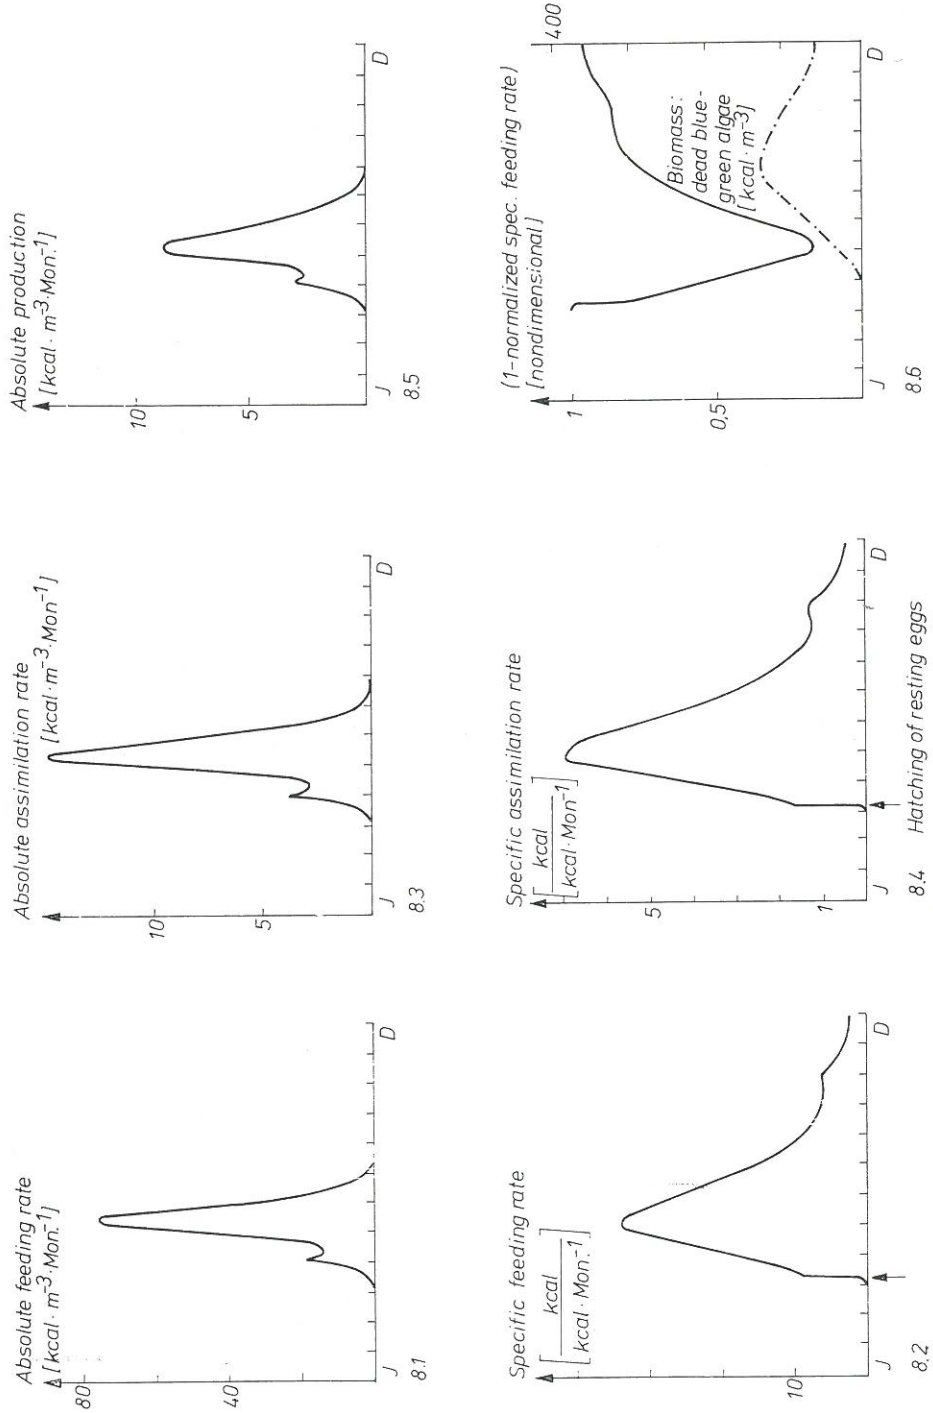 Absolute feeding rate
[kcal · m⁻³ · Mon.⁻¹]
80
40
J
D
8.1
Absolute assimilation rate
[kcal · m⁻³ · Mon⁻¹]
10
5
J
D
8.3
Absolute production
[kcal · m⁻³ · Mon.⁻¹]
10
5
J
D
8.5
Specific feeding rate
[kcal
kcal · Mon.⁻¹]
10
J
D
8.2
Specific assimilation rate
[kcal
kcal · Mon⁻¹]
5
1
J
D
8.4
Hatching of resting eggs
(1-normalized spec. feeding rate)
[nondimensional]
400
1
0,5
Biomass:
dead blue-
green algae
[kcal · m⁻³]
J
D
8.6